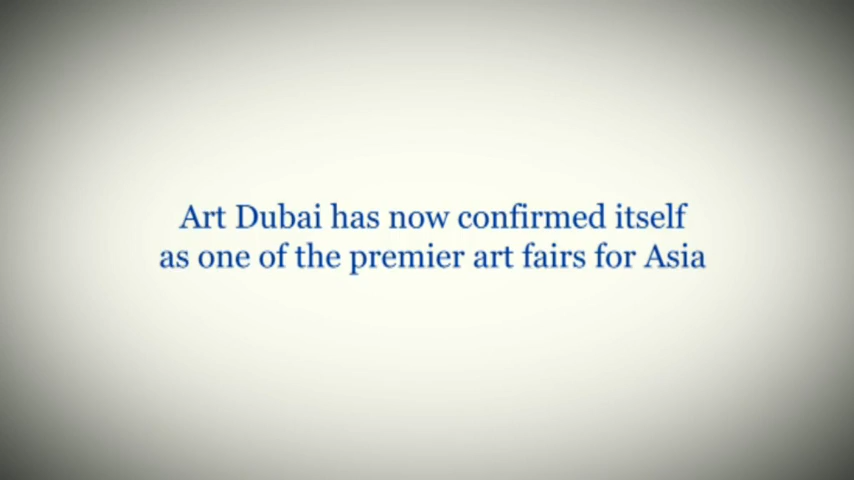 Art Dubai has now confirmed itself
as one of the premier art fairs for Asia